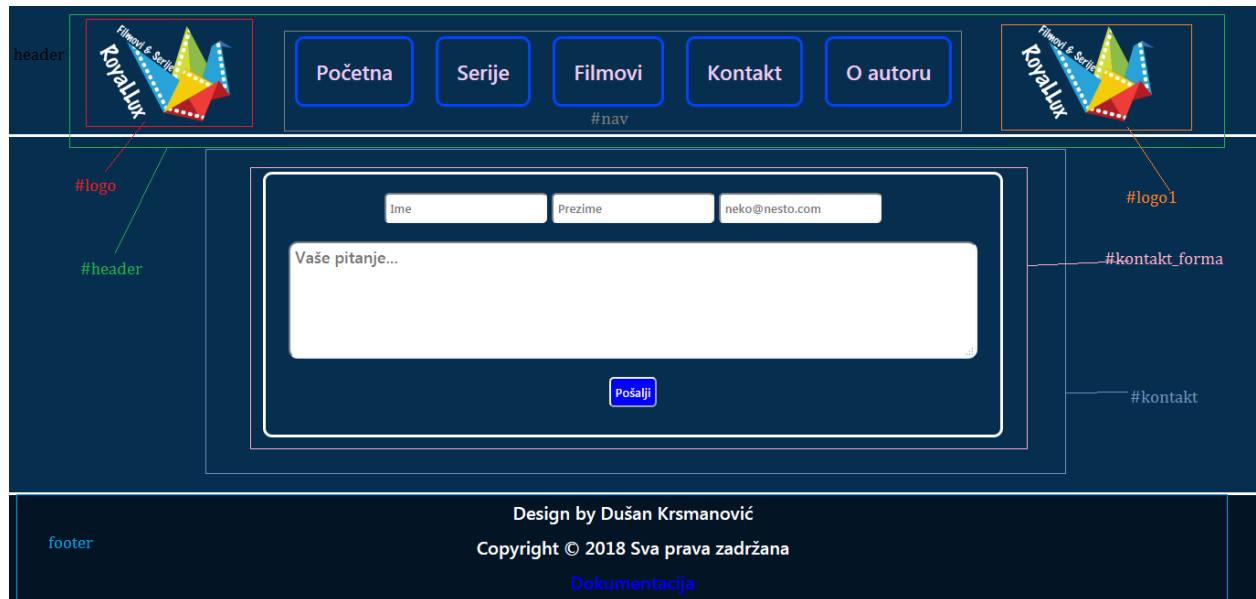 header
Filmovi & Serije
RoyalLux
Početna
Serije
Filmovi
Kontakt
O autoru
Filmovi & Serije
RoyalLux
#nav
#logo
#logo1
Ime
Prezime
neko@nesto.com
Vaše pitanje...
#header
#kontakt_forma
Pošalji
#kontakt
Design by Dušan Krsmanović
footer
Copyright © 2018 Sva prava zadržana
Dokumentacija